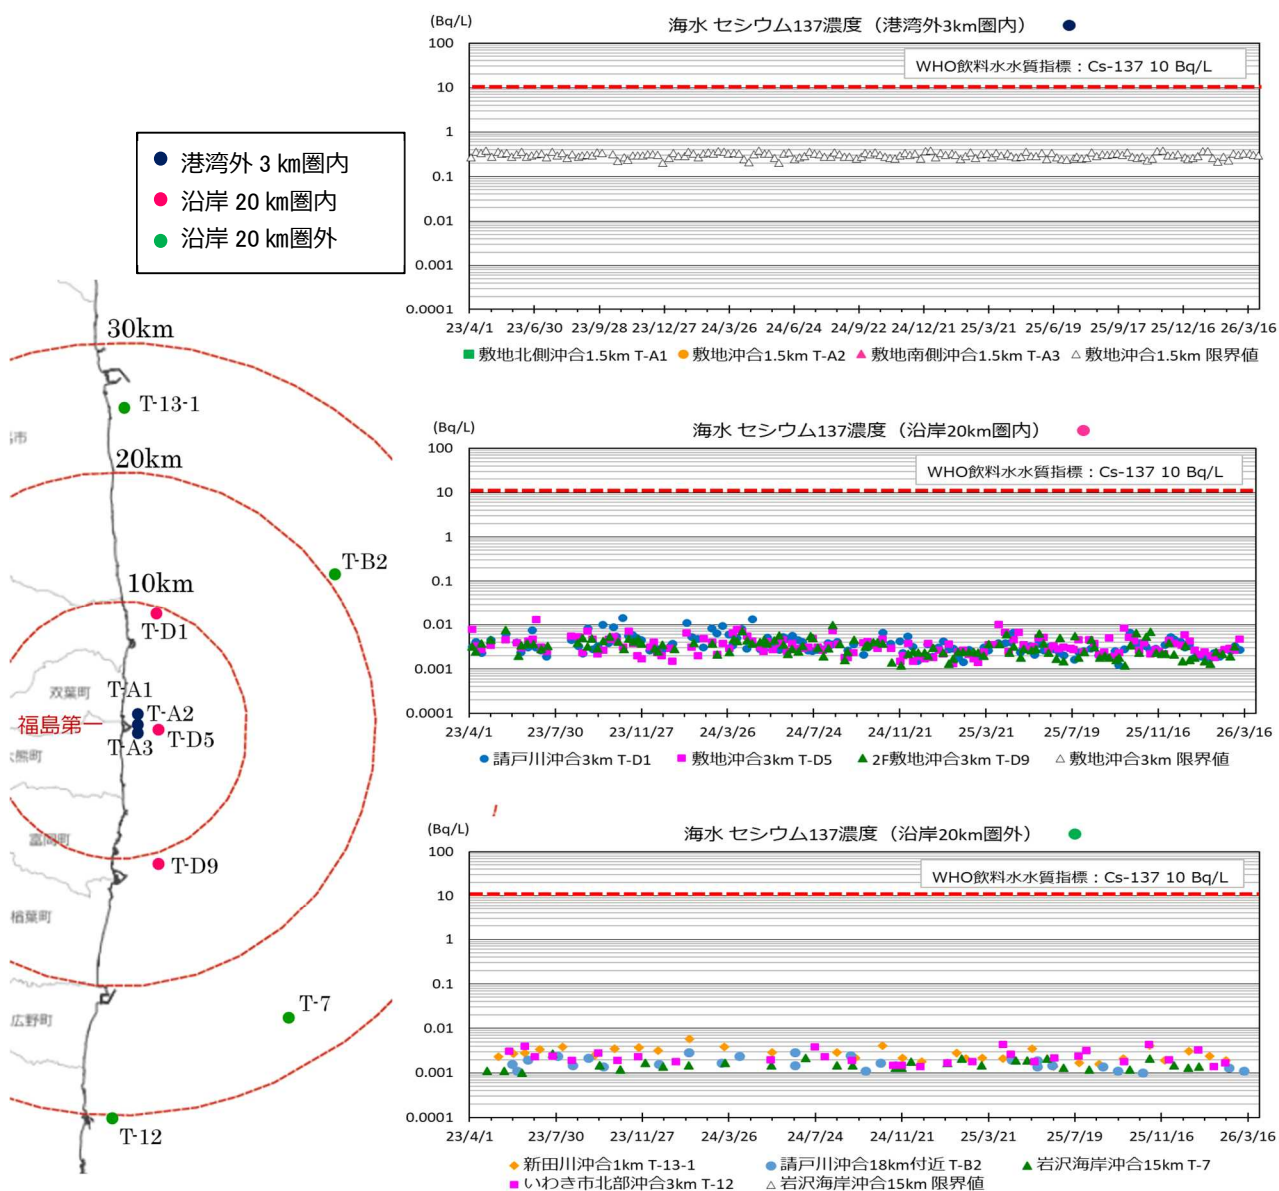 港湾外 3 km圏内
沿岸 20 km圏内
沿岸 20 km圏外
30km
T-13-1
20km
T-B2
10km
T-D1
双葉町
T-A1
T-A2
福島第一
T-D5
T-A3
富岡町
T-D9
楢葉町
T-7
広野町
T-12
(Bq/L)
海水 セシウム137濃度（港湾外3km圏内）
WHO飲料水水質指標：Cs-137 10 Bq/L
100
10
1
0.1
0.01
0.001
0.0001
23/4/1 23/6/30 23/9/28 23/12/27 24/3/26 24/6/24 24/9/22 24/12/21 25/3/21 25/6/19 25/9/17 25/12/16 26/3/16
敷地北側沖合1.5km T-A1 敷地沖合1.5km T-A2 敷地南側沖合1.5km T-A3 敷地沖合1.5km 限界値
(Bq/L)
海水 セシウム137濃度（沿岸20km圏内）
WHO飲料水水質指標：Cs-137 10 Bq/L
100
10
1
0.1
0.01
0.001
0.0001
23/4/1 23/7/30 23/11/27 24/3/26 24/7/24 24/11/21 25/3/21 25/7/19 25/11/16 26/3/16
請戸川沖合3km T-D1 敷地沖合3km T-D5 2F敷地沖合3km T-D9 敷地沖合3km 限界値
(Bq/L)
海水 セシウム137濃度（沿岸20km圏外）
WHO飲料水水質指標：Cs-137 10 Bq/L
100
10
1
0.1
0.01
0.001
0.0001
23/4/1 23/7/30 23/11/27 24/3/26 24/7/24 24/11/21 25/3/21 25/7/19 25/11/16 26/3/16
新田川沖合1km T-13-1 請戸川沖合18km付近 T-B2 岩沢海岸沖合15km T-7
いわき市北部沖合3km T-12 岩沢海岸沖合15km 限界値